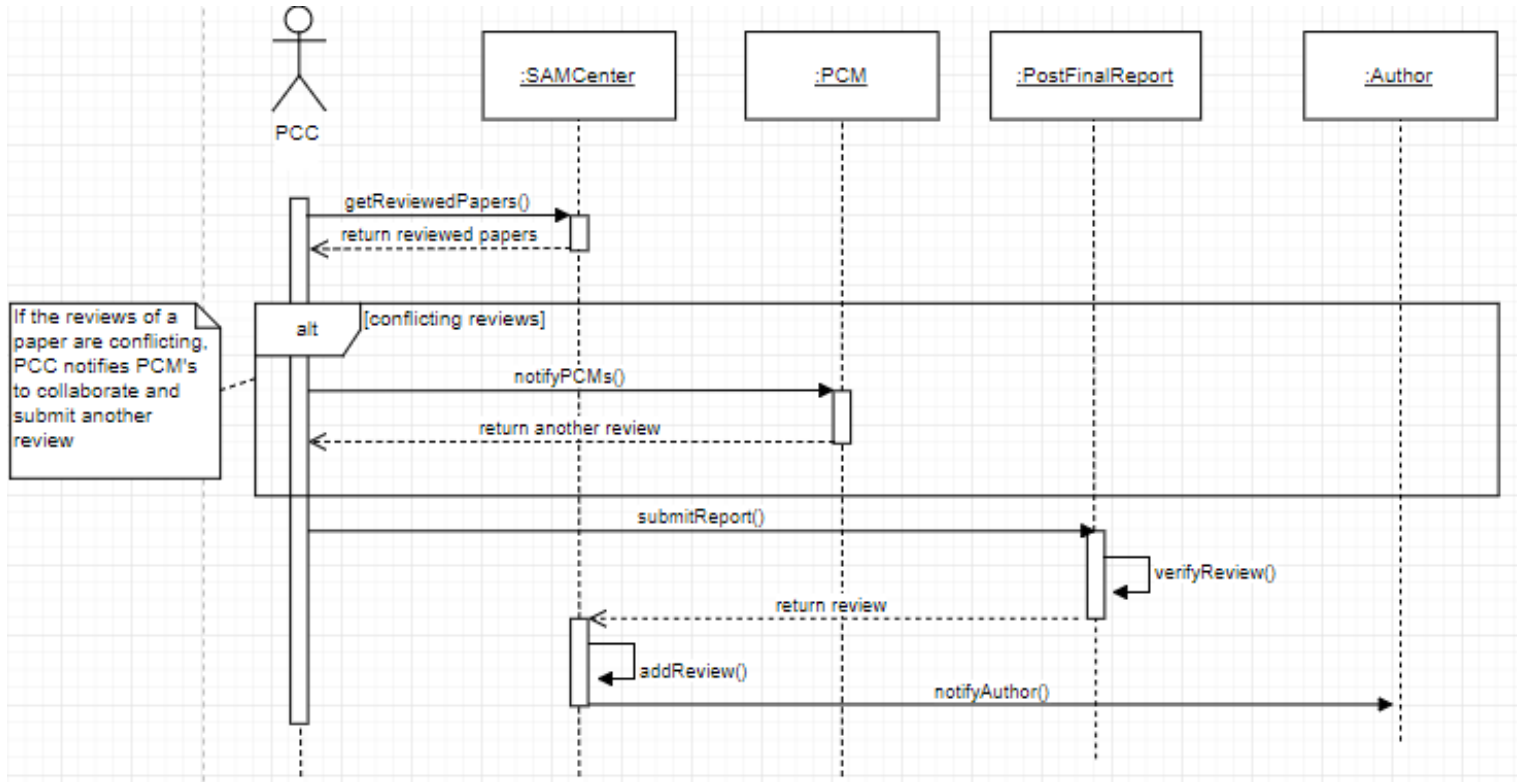 PCC
:SAMCenter
:PCM
:PostFinalReport
:Author
getReviewedPapers()
return reviewed papers
If the reviews of a
paper are conflicting,
PCC notifies PCM's
to collaborate and
submit another
review
alt
[conflicting reviews]
notifyPCMs()
return another review
submitReport()
verifyReview()
return review
addReview()
notifyAuthor()